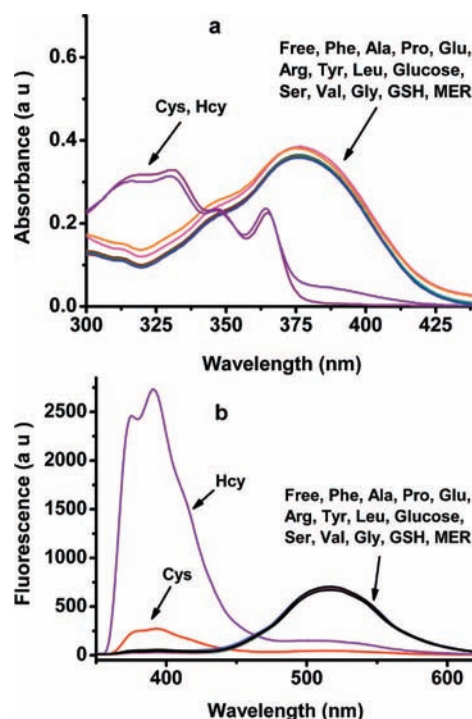 a
0.6
0.4
0.2
0.0
Absorbance (a u)
Cys, Hcy
Free, Phe, Ala, Pro, Glu,
Arg, Tyr, Leu, Glucose,
Ser, Val, Gly, GSH, MER
300 325 350 375 400 425
Wavelength (nm)
b
2500
2000
1500
1000
500
0
Fluorescence (a u)
Hcy
Cys
Free, Phe, Ala, Pro, Glu,
Arg, Tyr, Leu, Glucose,
Ser, Val, Gly, GSH, MER
400 500 600
Wavelength (nm)